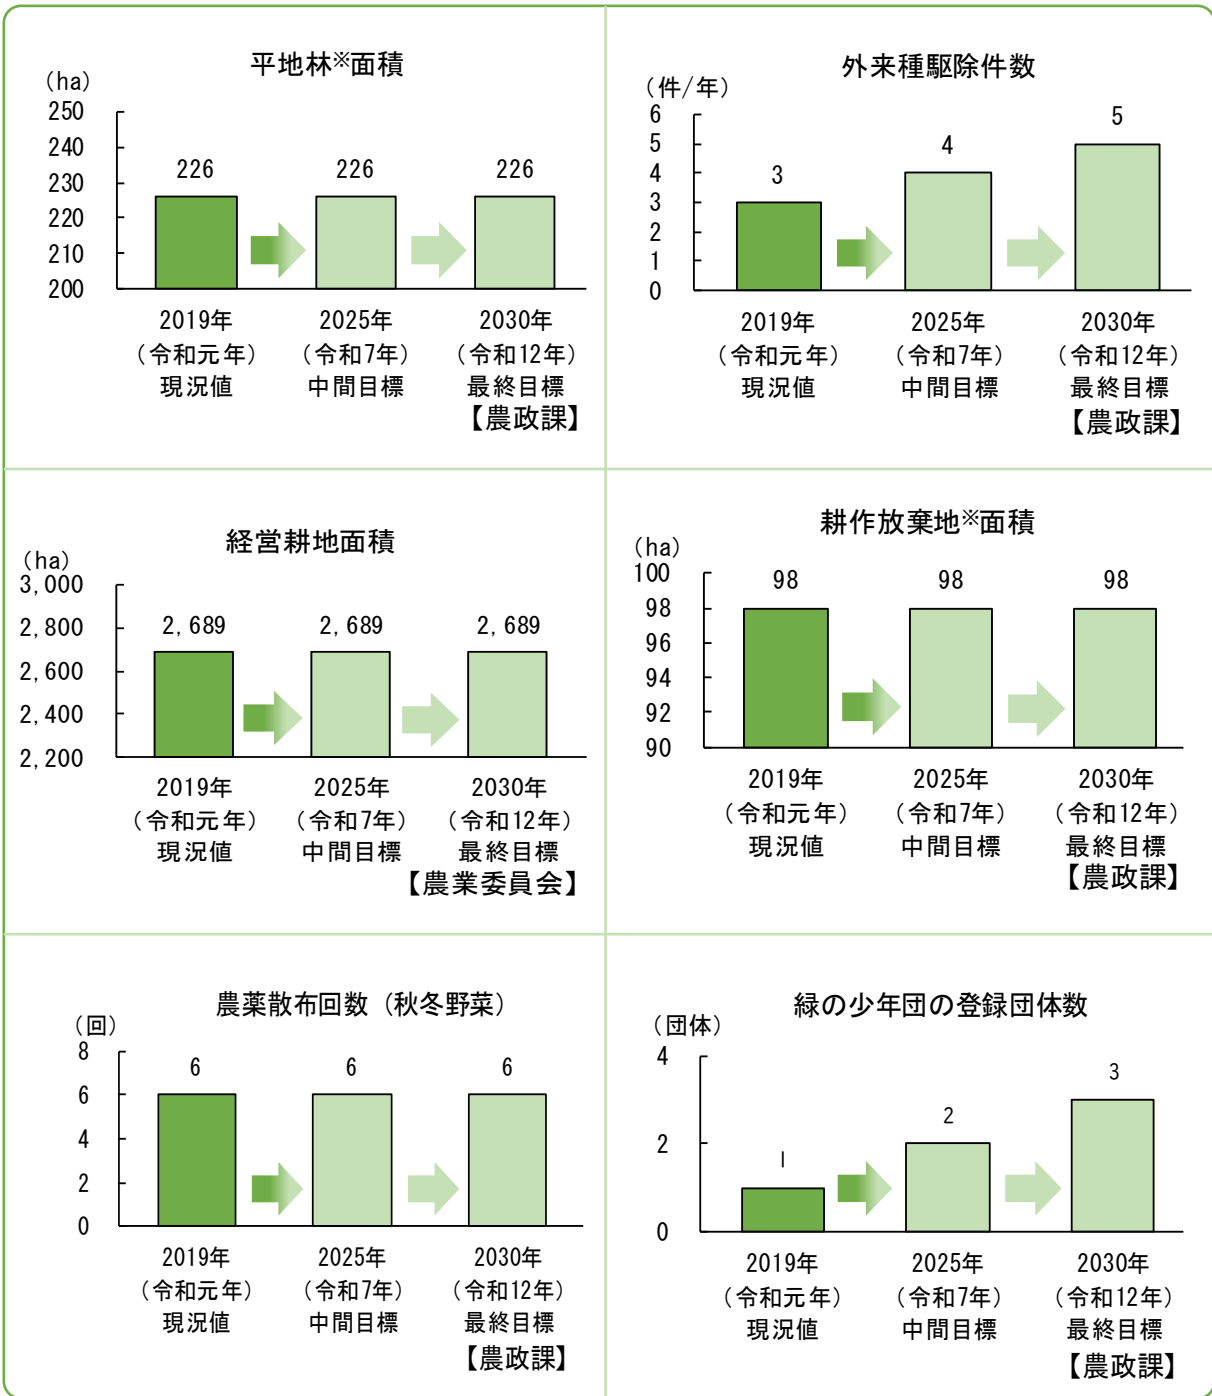 平地林※面積
(ha)
250
240
230
220
210
200
226
226
226
2019年
2025年
2030年
(令和元年)
(令和7年)
(令和12年)
現況値
中間目標
最終目標
【農政課】
外来種駆除件数
(件/年)
6
5
4
3
2
1
0
3
4
5
2019年
2025年
2030年
(令和元年)
(令和7年)
(令和12年)
現況値
中間目標
最終目標
【農政課】
経営耕地面積
(ha)
3,000
2,800
2,600
2,400
2,200
2,689
2,689
2,689
2019年
2025年
2030年
(令和元年)
(令和7年)
(令和12年)
現況値
中間目標
最終目標
【農業委員会】
耕作放棄地※面積
(ha)
100
98
96
94
92
90
98
98
98
2019年
2025年
2030年
(令和元年)
(令和7年)
(令和12年)
現況値
中間目標
最終目標
【農政課】
農薬散布回数(秋冬野菜)
(回)
8
6
4
2
0
6
6
6
2019年
2025年
2030年
(令和元年)
(令和7年)
(令和12年)
現況値
中間目標
最終目標
【農政課】
緑の少年団の登録団体数
(団体)
4
2
0
1
2
3
2019年
2025年
2030年
(令和元年)
(令和7年)
(令和12年)
現況値
中間目標
最終目標
【農政課】